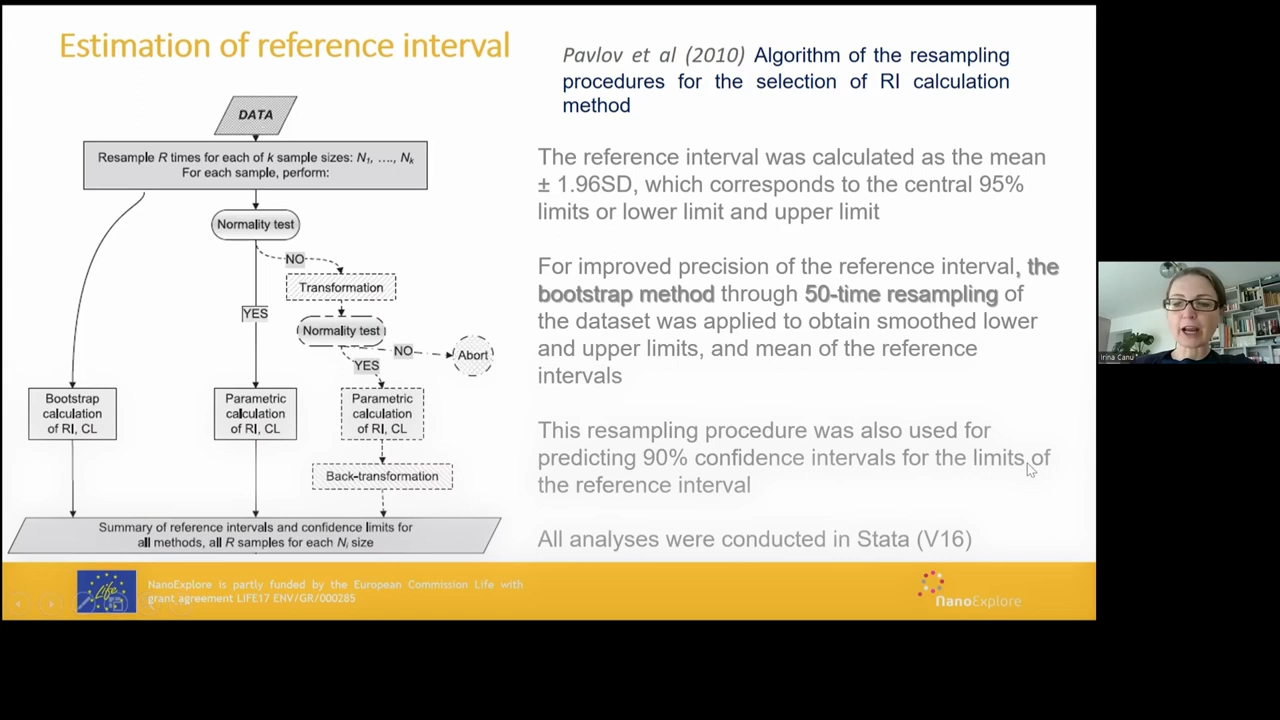 Estimation of reference interval
Pavlov et al (2010) Algorithm of the resampling
procedures for the selection of RI calculation
method
DATA
Resample R times for each of k sample sizes: N1, ...., Nk
For each sample, perform:
Normality test
NO
Transformation
YES
Normality test
NO
Abort
YES
Bootstrap
calculation
of RI, CL
Parametric
calculation
of RI, CL
Parametric
calculation
of RI, CL
Back-transformation
Summary of reference intervals and confidence limits for
all methods, all R samples for each Ni size
The reference interval was calculated as the mean
± 1.96SD, which corresponds to the central 95%
limits or lower limit and upper limit
For improved precision of the reference interval, the
bootstrap method through 50-time resampling of
the dataset was applied to obtain smoothed lower
and upper limits, and mean of the reference
intervals
This resampling procedure was also used for
predicting 90% confidence intervals for the limits of
the reference interval
All analyses were conducted in Stata (V16)
Life
NanoExplore is partly funded by the European Commission Life with
grant agreement LIFE17 ENV/GR/000285
NanoExplore
Irina Canu